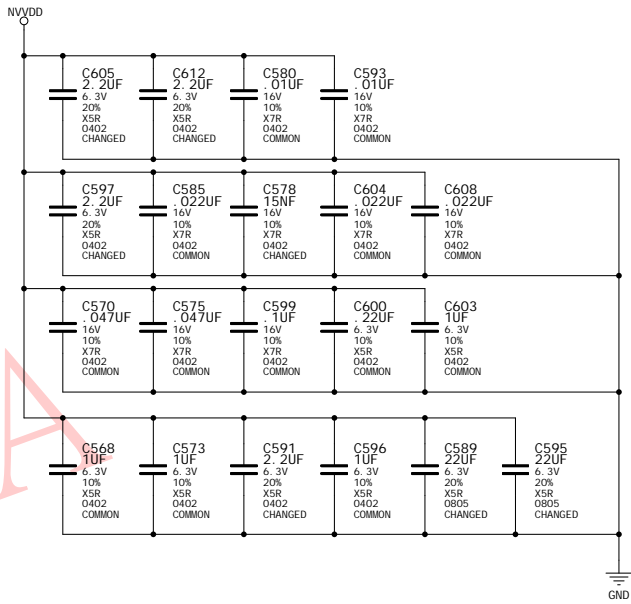 NVVDD
C605
2.2UF
6.3V
20%
X5R
0402
CHANGED
C612
2.2UF
6.3V
20%
X5R
0402
CHANGED
C580
.01UF
16V
10%
X7R
0402
COMMON
C593
.01UF
16V
10%
X7R
0402
COMMON
C597
2.2UF
6.3V
20%
X5R
0402
CHANGED
C585
.022UF
16V
10%
X7R
0402
COMMON
C578
15NF
16V
10%
X7R
0402
CHANGED
C604
.022UF
16V
10%
X7R
0402
COMMON
C608
.022UF
16V
10%
X7R
0402
COMMON
C570
.047UF
16V
10%
X7R
0402
COMMON
C575
.047UF
16V
10%
X7R
0402
COMMON
C599
.1UF
16V
10%
X7R
0402
COMMON
C600
.22UF
6.3V
10%
X5R
0402
COMMON
C603
1UF
6.3V
10%
X5R
0402
COMMON
C568
1UF
6.3V
10%
X5R
0402
COMMON
C573
1UF
6.3V
10%
X5R
0402
COMMON
C591
2.2UF
6.3V
20%
X5R
0402
CHANGED
C596
1UF
6.3V
10%
X5R
0402
COMMON
C589
22UF
6.3V
20%
X5R
0805
CHANGED
C595
22UF
6.3V
20%
X5R
0805
CHANGED
A
GND